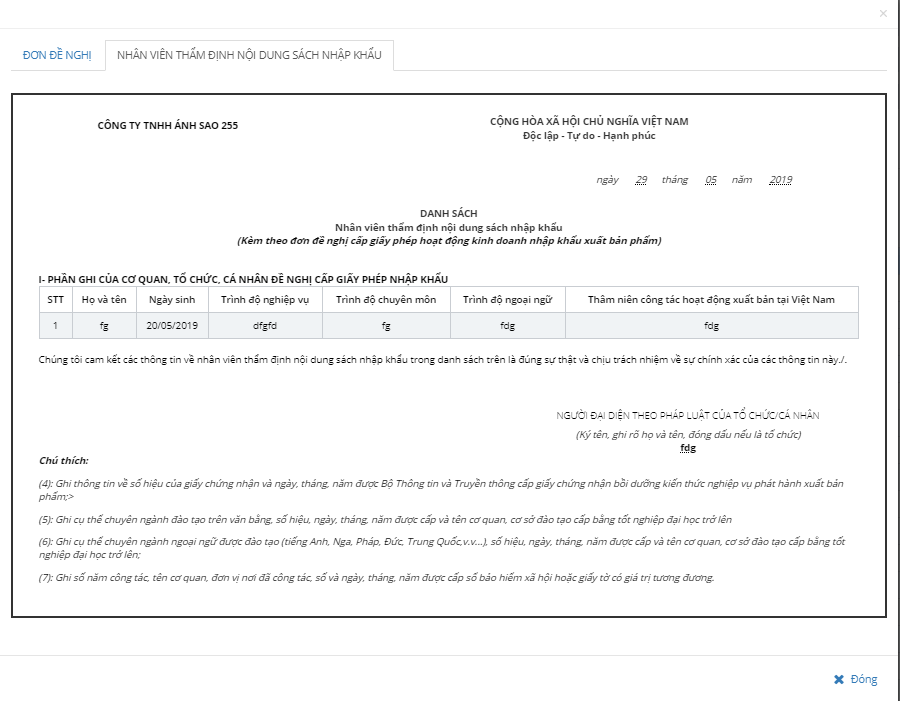 ×
ĐƠN ĐỀ NGHỊ
NHÂN VIÊN THẨM ĐỊNH NỘI DUNG SÁCH NHẬP KHẨU
CÔNG TY TNHH ÁNH SAO 255
CỘNG HÒA XÃ HỘI CHỦ NGHĨA VIỆT NAM
Độc lập - Tự do - Hạnh phúc
ngày 29 tháng 05 năm 2019
DANH SÁCH
Nhân viên thẩm định nội dung sách nhập khẩu
(Kèm theo đơn đề nghị cấp giấy phép hoạt động kinh doanh nhập khẩu xuất bản phẩm)
I- PHẦN GHI CỦA CƠ QUAN, TỔ CHỨC, CÁ NHÂN ĐỀ NGHỊ CẤP GIẤY PHÉP NHẬP KHẨU
STT Họ và tên Ngày sinh Trình độ nghiệp vụ Trình độ chuyên môn Trình độ ngoại ngữ Thâm niên công tác hoạt động xuất bản tại Việt Nam
1 fg 20/05/2019 dfgfd fg fdg fdg
Chúng tôi cam kết các thông tin về nhân viên thẩm định nội dung sách nhập khẩu trong danh sách trên là đúng sự thật và chịu trách nhiệm về sự chính xác của các thông tin này./.
NGƯỜI ĐẠI DIỆN THEO PHÁP LUẬT CỦA TỔ CHỨC/CÁ NHÂN
(Ký tên, ghi rõ họ và tên, đóng dấu nếu là tổ chức)
fdg
Chú thích:
(4): Ghi thông tin về số hiệu của giấy chứng nhận và ngày, tháng, năm được Bộ Thông tin và Truyền thông cấp giấy chứng nhận bồi dưỡng kiến thức nghiệp vụ phát hành xuất bản
phẩm;>
(5): Ghi cụ thể chuyên ngành đào tạo trên văn bằng, số hiệu, ngày, tháng, năm được cấp và tên cơ quan, cơ sở đào tạo cấp bằng tốt nghiệp đại học trở lên
(6): Ghi cụ thể chuyên ngành ngoại ngữ được đào tạo (tiếng Anh, Nga, Pháp, Đức, Trung Quốc,v.v...), số hiệu, ngày, tháng, năm được cấp và tên cơ quan, cơ sở đào tạo cấp bằng tốt
nghiệp đại học trở lên;
(7): Ghi số năm công tác, tên cơ quan, đơn vị nơi đã công tác, số và ngày, tháng, năm được cấp sổ bảo hiểm xã hội hoặc giấy tờ có giá trị tương đương.
Đóng